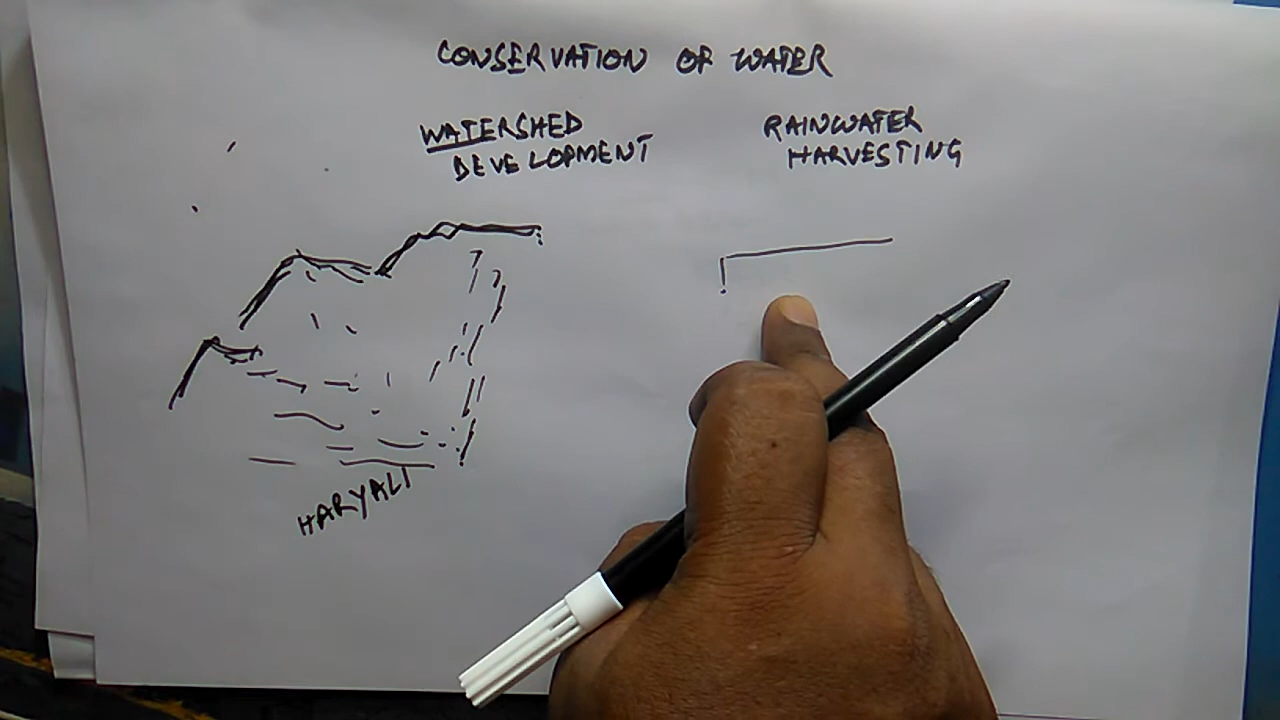 CONSERVATION OF WATER
WATERSHED
DEVELOPMENT
RAINWATER
HARVESTING
HARYALI